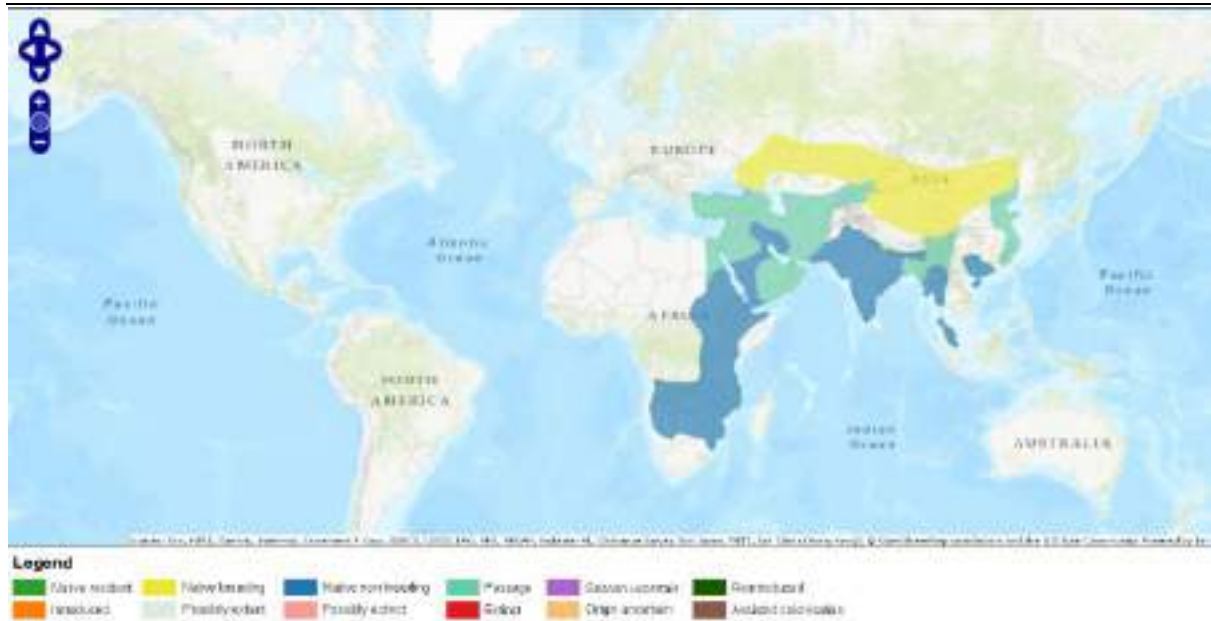 NORTH
AMERICA
EUROPE
ASIA
Atlantic
Ocean
Pacific
Ocean
Pacific
Ocean
AFRICA
SOUTH
AMERICA
Indian
Ocean
AUSTRALIA
Legend
Native resident Native breeding Native non breeding Passage Season uncertain Reintroduced
Introduced Possibly extant Possibly extinct Extinct Origin uncertain Assisted colonisation